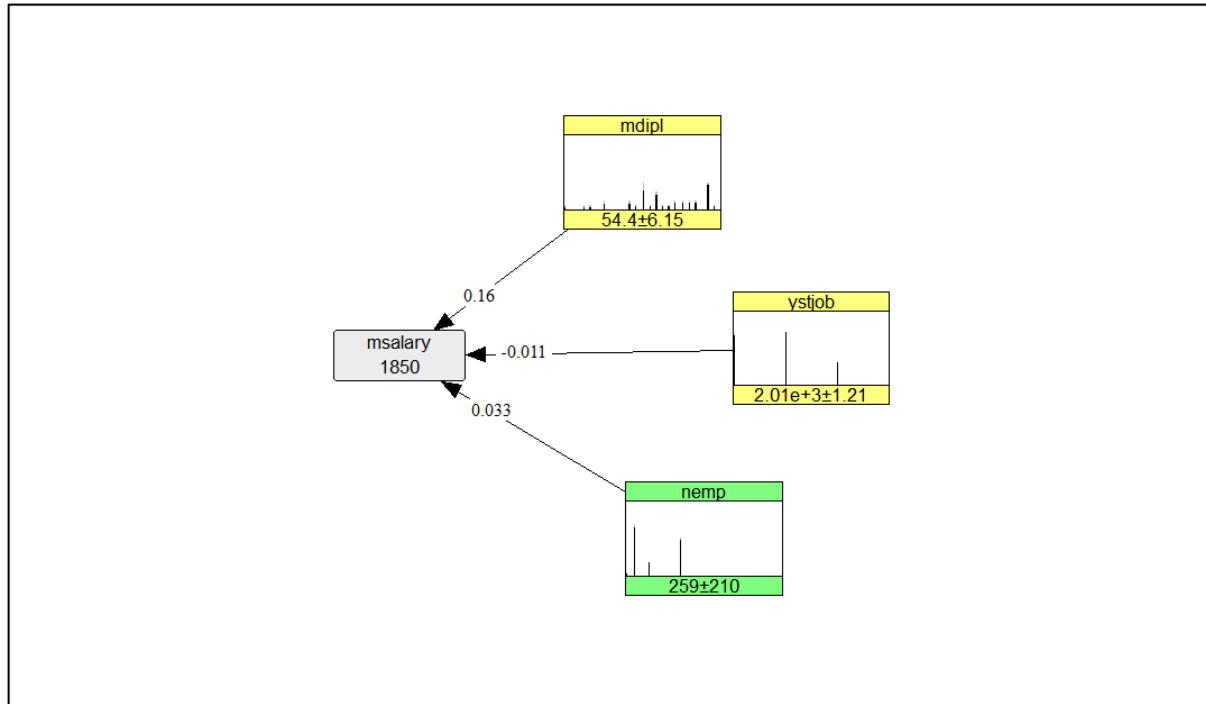 mdipl
54.4±6.15
0.16
ystjob
msalary
1850
-0.011
2.01e+3±1.21
0.033
nemp
259±210